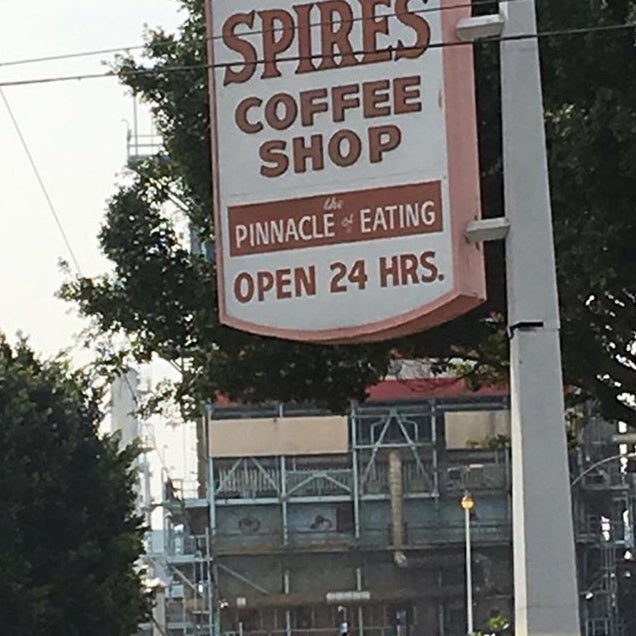 SPIRES
COFFEE
SHOP
the
PINNACLE of EATING
OPEN 24 HRS.